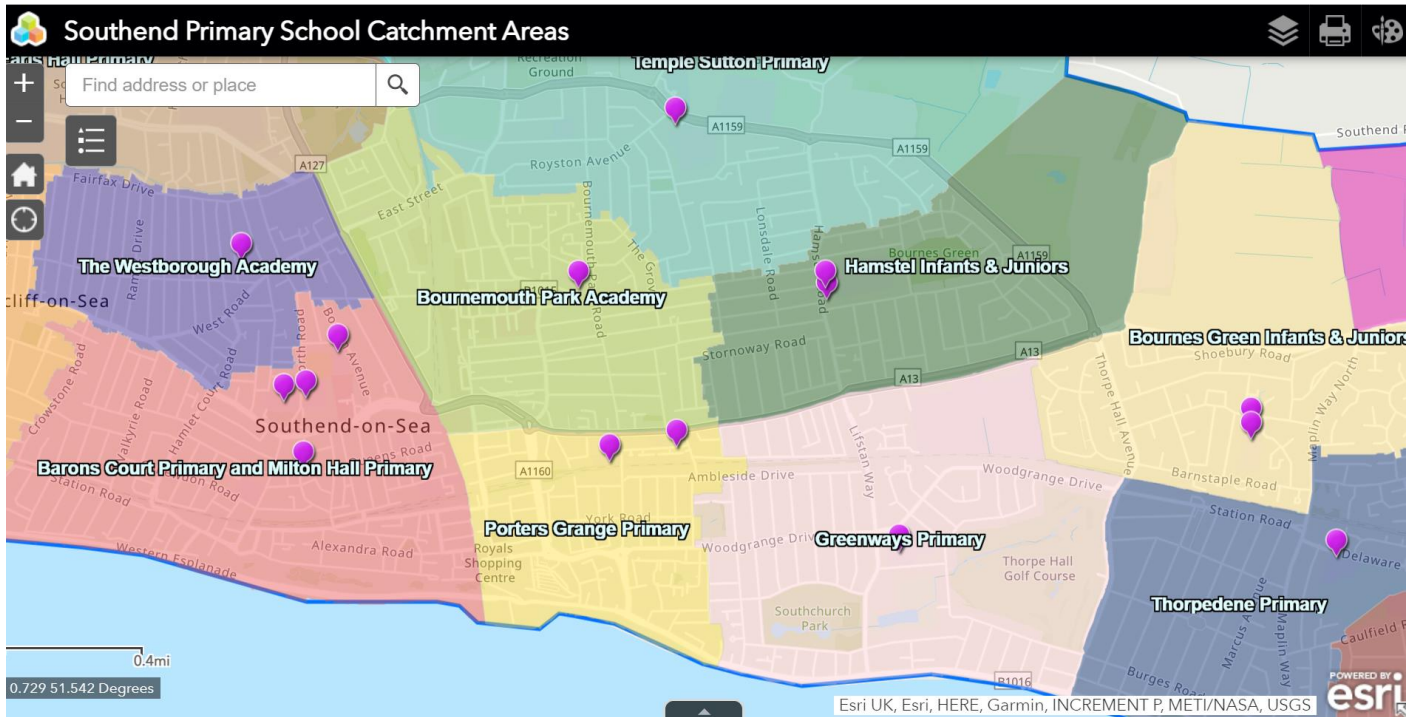 Southend Primary School Catchment Areas
Find address or place
Recreation
Ground
Temple Sutton Primary
Southend
A1159
A1159
A127
Royston Avenue
Fairfax Drive
East Street
Bournemouth Park Road
The Grove
Lonsdale Road
Bournes Green
A1159
The Westborough Academy
Hamstel Infants & Juniors
B1015
Bournemouth Park Academy
cliff-on-Sea
West Road
Stornoway Road
A13
A13
Bournes Green Infants & Juniors
Shoebury Road
Crowstone Road
Valkyrie Road
Hamlet Court Road
Avenue
Thorpe Hall Avenue
Maplin Way North
Southend-on-Sea
Lifstan Way
Barons Court Primary and Milton Hall Primary
Station Road
A1160
Ambleside Drive
Woodgrange Drive
Barnstaple Road
Station Road
York Road
Porters Grange Primary
Woodgrange
Greenways Primary
Western Esplanade
Alexandra Road
Royals
Shopping
Centre
Thorpe Hall
Golf Course
Delaware
Thorpedene Primary
Southchurch
Park
Marcus Avenue
Maplin Way
Caulfield
0.4mi
B1016
Burges Road
0.729 51.542 Degrees
Esri UK, Esri, HERE, Garmin, INCREMENT P, METI/NASA, USGS
POWERED BY
esri